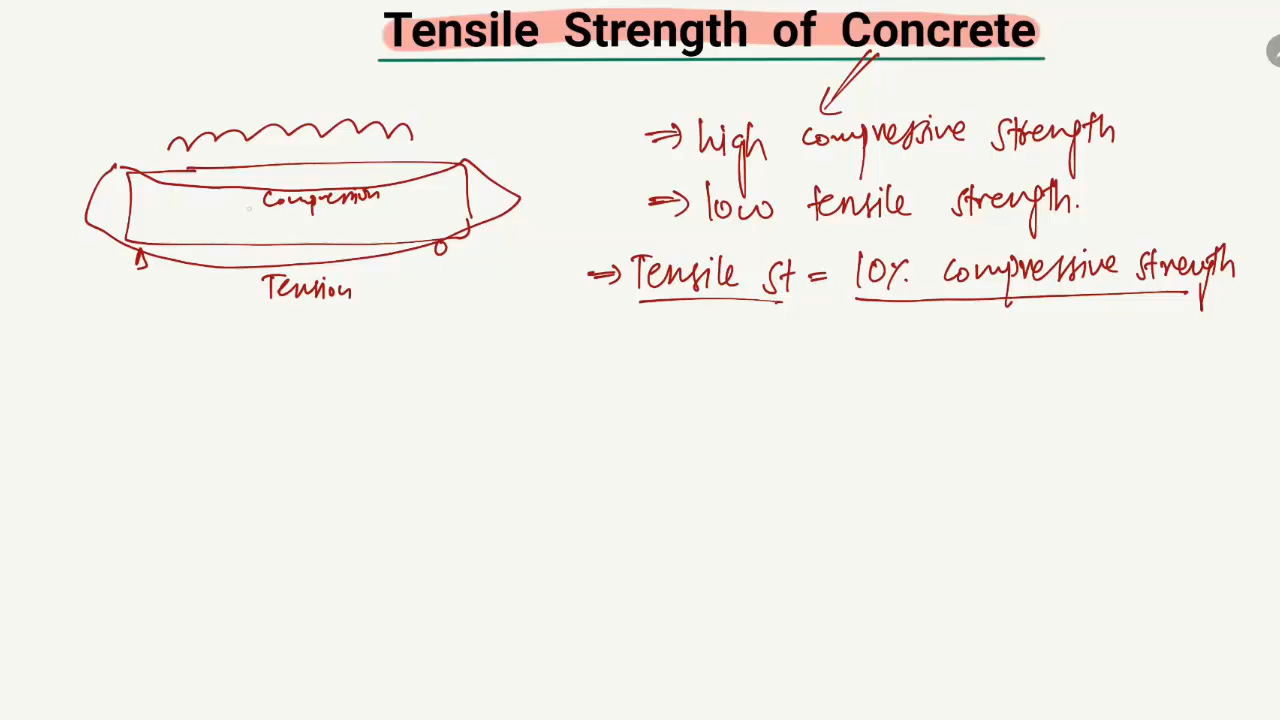 Tensile Strength of Concrete
⇒ high compressive strength
⇒ low tensile strength.
⇒ Tensile St = 10% compressive strength
Compression
Tension